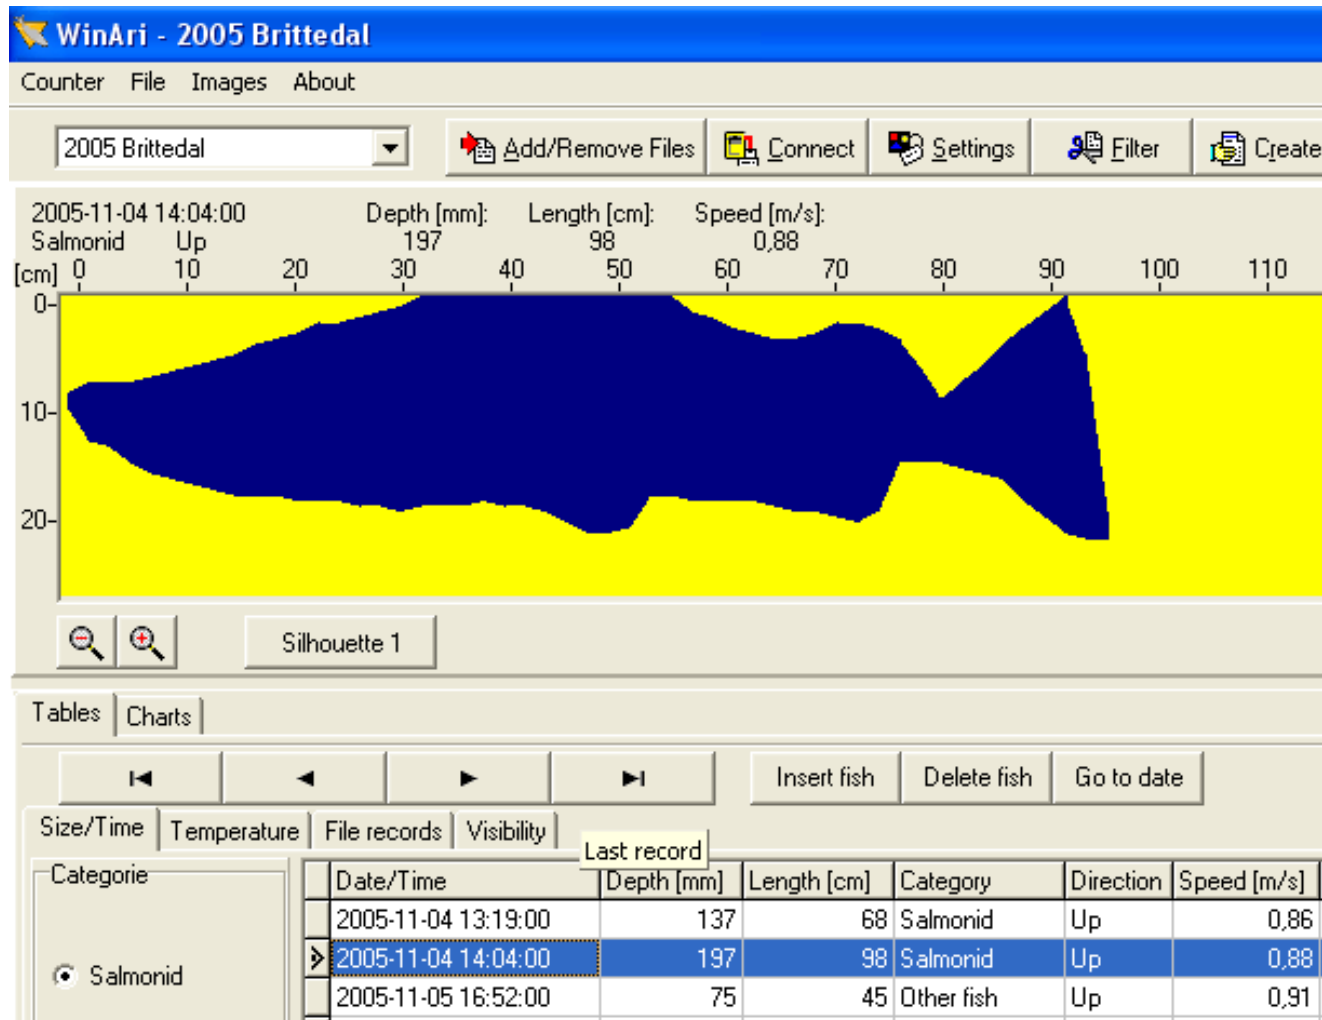 WinAri - 2005 Brittedal
Counter File Images About
2005 Brittedal Add/Remove Files Connect Settings Filter Create
2005-11-04 14:04:00 Depth [mm]: Length [cm]: Speed [m/s]:
Salmonid Up 197 98 0,88
[cm] 0 10 20 30 40 50 60 70 80 90 100 110
0-
10-
20-
Silhouette 1
Tables Charts
Insert fish Delete fish Go to date
Size/Time Temperature File records Visibility
Last record
Categorie Date/Time Depth [mm] Length [cm] Category Direction Speed [m/s]
2005-11-04 13:19:00 137 68 Salmonid Up 0,86
Salmonid 2005-11-04 14:04:00 197 98 Salmonid Up 0,88
2005-11-05 16:52:00 75 45 Other fish Up 0,91